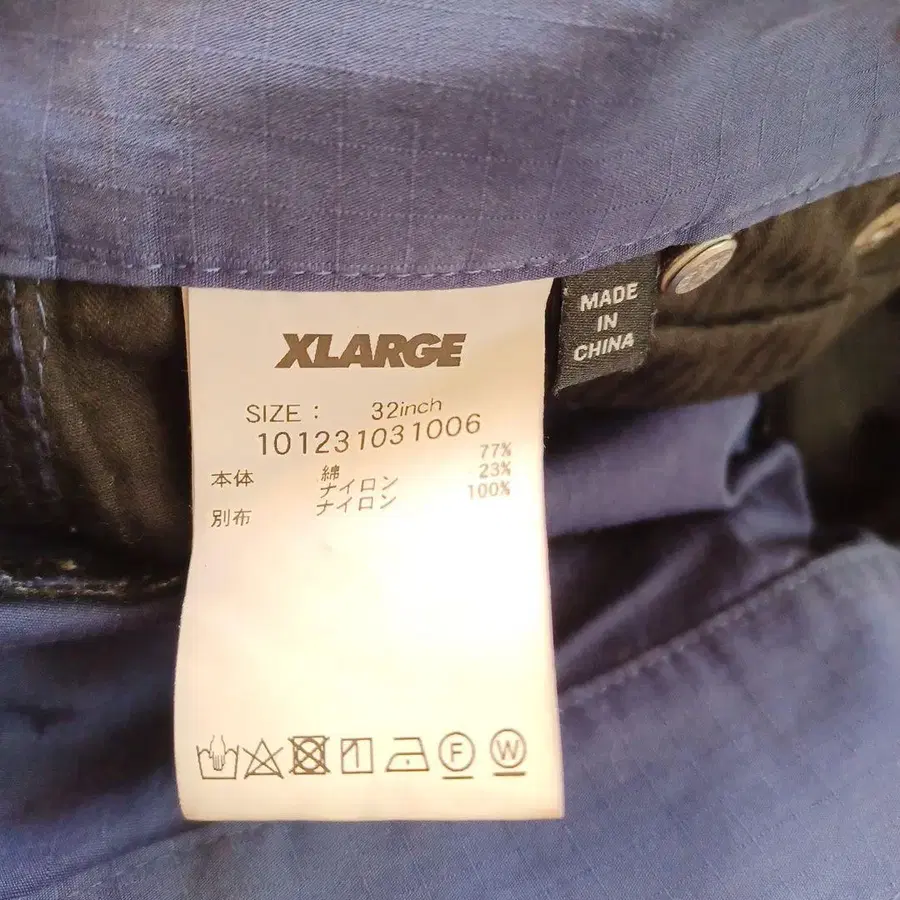 XLARGE
SIZE : 32inch
101231031006
本体 綿 77%
ナイロン 23%
別布 ナイロン 100%
F W
MADE
IN
CHINA